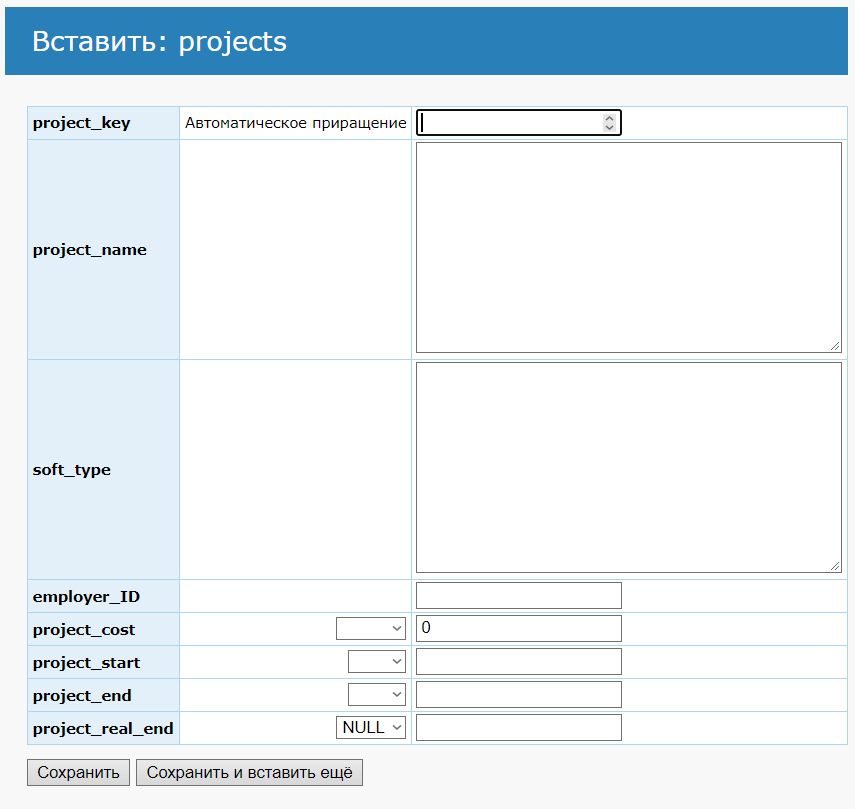 Вставить: projects
project_key Автоматическое приращение
project_name
soft_type
employer_ID
project_cost 0
project_start
project_end
project_real_end NULL
Сохранить Сохранить и вставить ещё